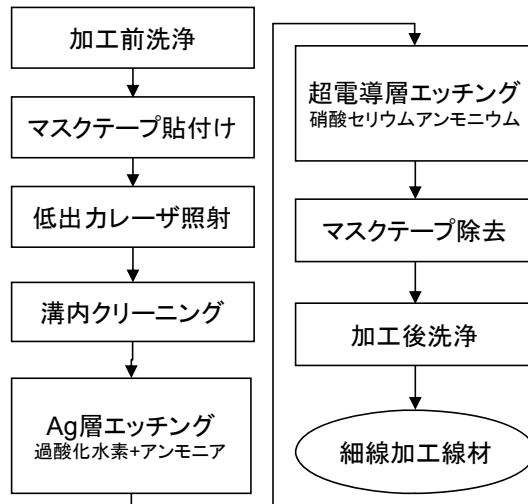 加工前洗浄
マスクテープ貼付け
低出力レーザ照射
溝内クリーニング
Ag層エッチング
過酸化水素+アンモニア
超電導層エッチング
硝酸セリウムアンモニウム
マスクテープ除去
加工後洗浄
細線加工線材